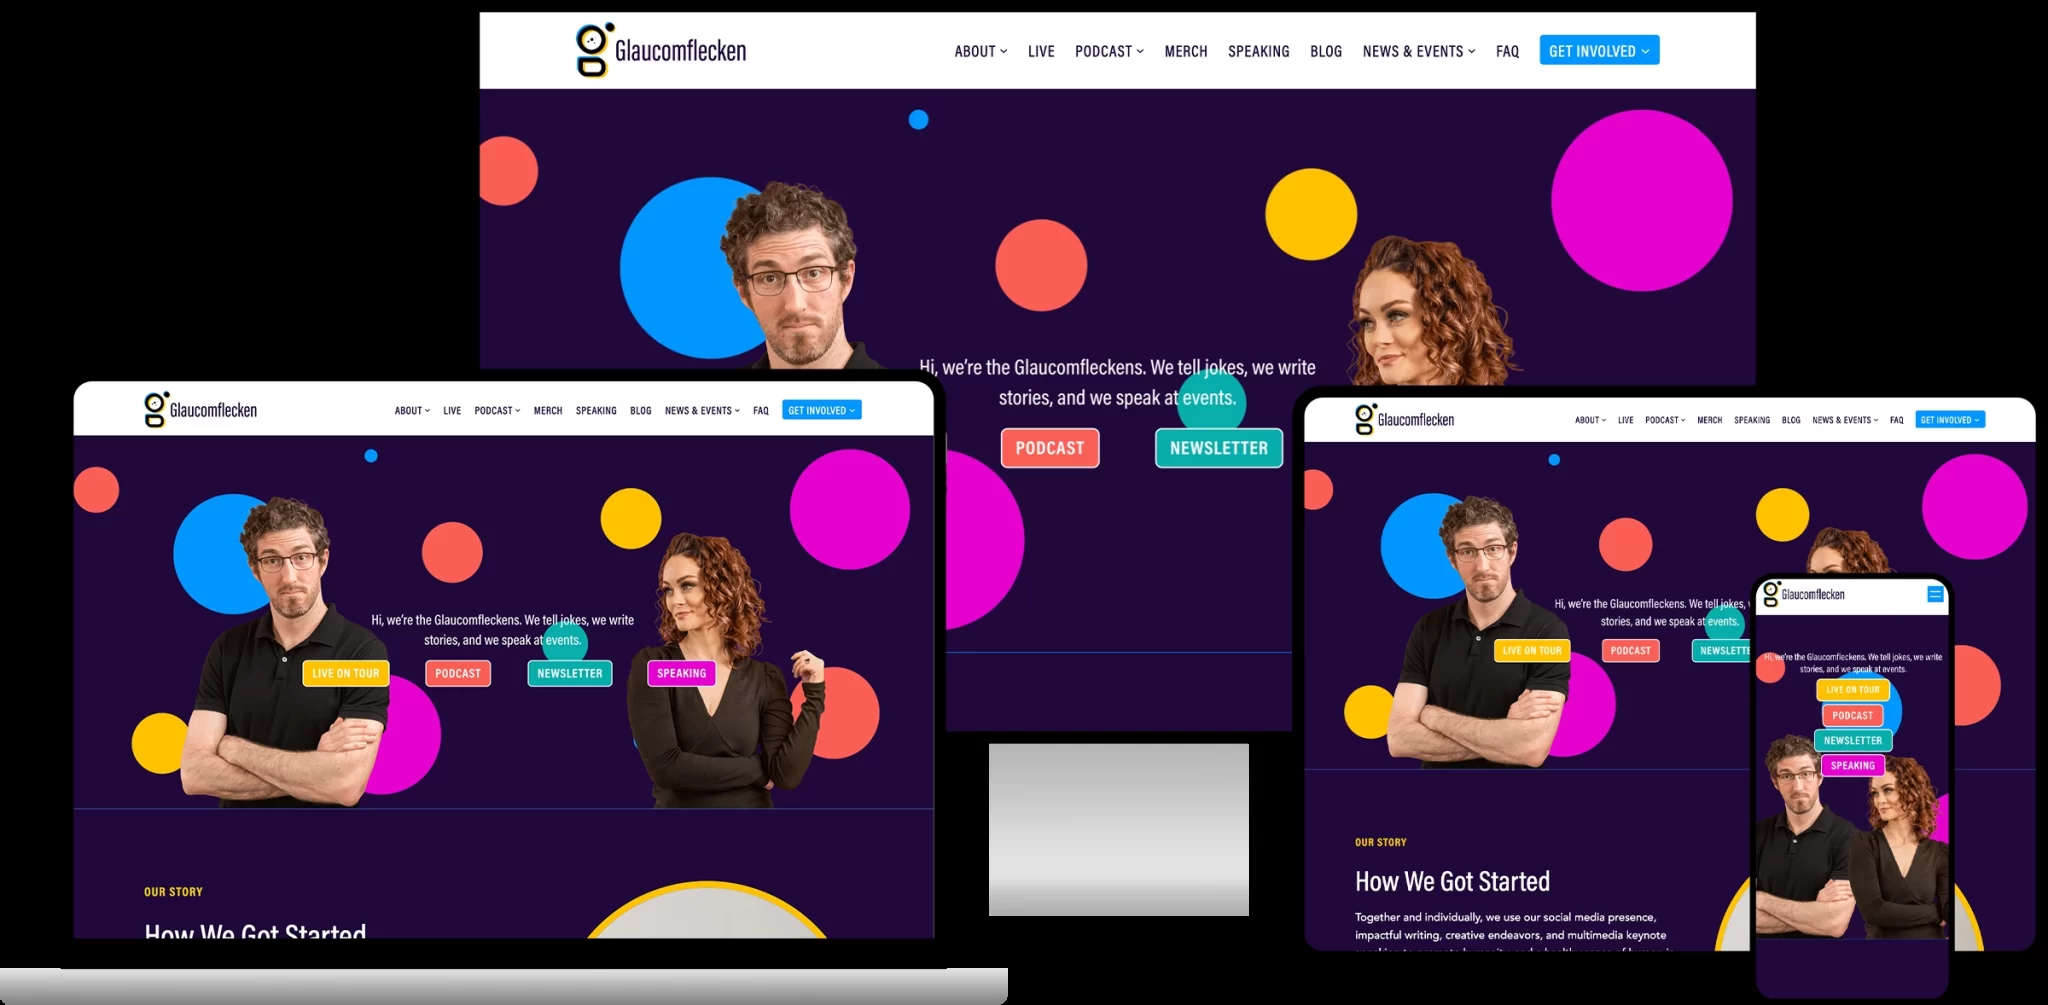 Glaucomflecken
ABOUT LIVE PODCAST MERCH SPEAKING BLOG NEWS & EVENTS FAQ GET INVOLVED
Hi, we're the Glaucomfleckens. We tell jokes, we write
stories, and we speak at events.
PODCAST NEWSLETTER
Glaucomflecken
ABOUT LIVE PODCAST MERCH SPEAKING BLOG NEWS & EVENTS FAQ GET INVOLVED
Hi, we're the Glaucomfleckens. We tell jokes, we write
stories, and we speak at events.
LIVE ON TOUR PODCAST NEWSLETTER SPEAKING
OUR STORY
How We Got Started
Glaucomflecken
ABOUT LIVE PODCAST MERCH SPEAKING BLOG NEWS & EVENTS FAQ GET INVOLVED
Hi, we're the Glaucomfleckens. We tell jokes,
stories, and we speak at events.
LIVE ON TOUR PODCAST NEWSLETTE
OUR STORY
How We Got Started
Together and individually, we use our social media presence,
impactful writing, creative endeavors, and multimedia keynote
Glaucomflecken
Hi, we're the Glaucomfleckens. We tell jokes, we write
stories, and we speak at events.
LIVE ON TOUR
PODCAST
NEWSLETTER
SPEAKING